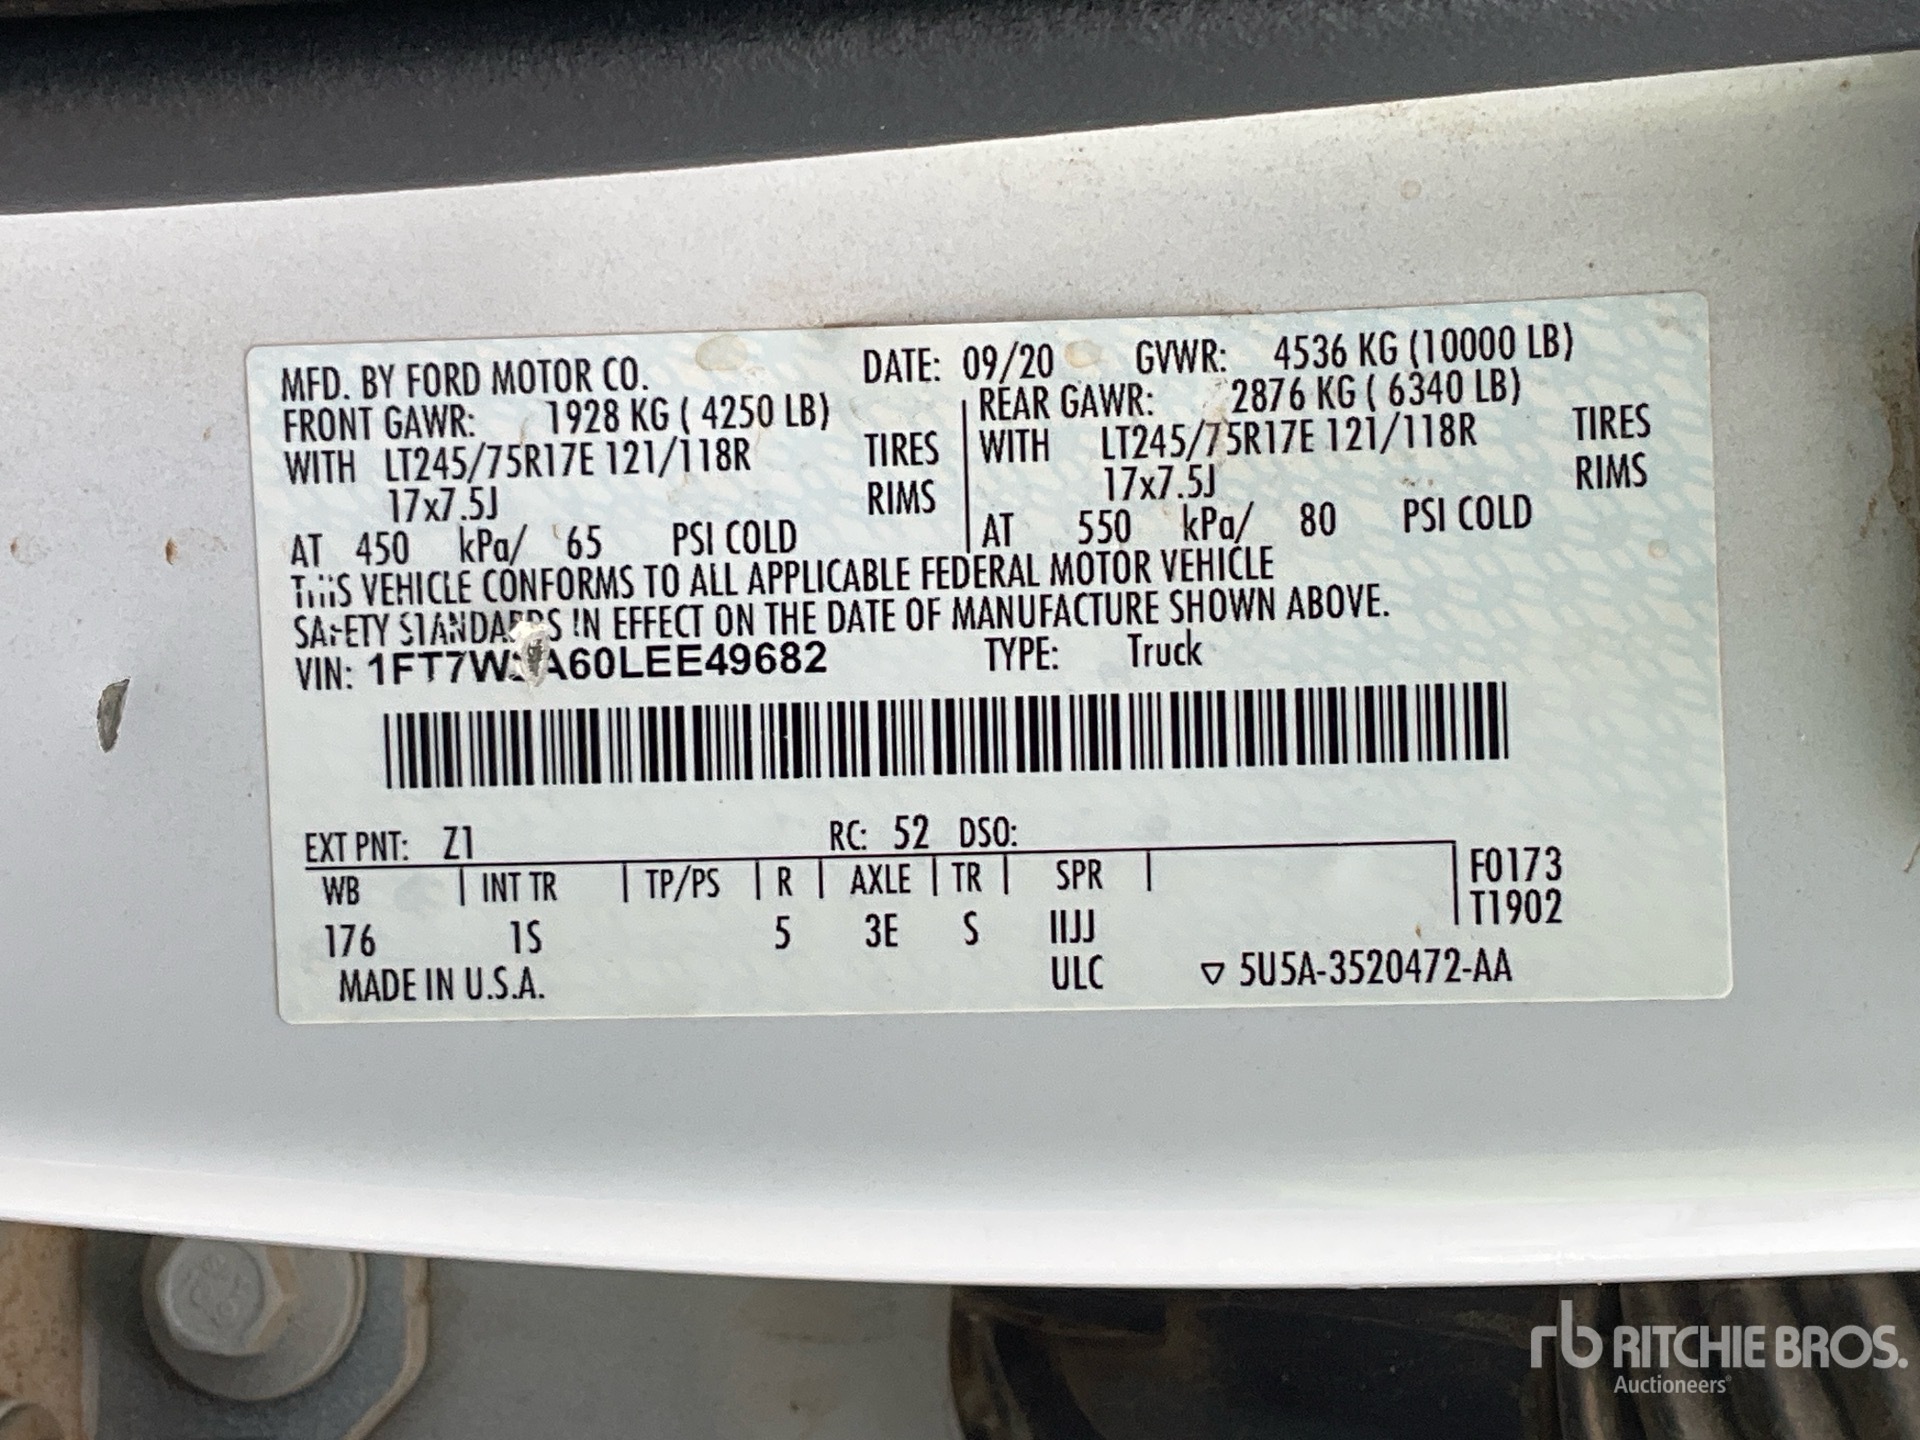 MFD. BY FORD MOTOR CO. DATE: 09/20 GVWR: 4536 KG (10000 LB)
FRONT GAWR: 1928 KG ( 4250 LB) REAR GAWR: 2876 KG ( 6340 LB)
WITH LT245/75R17E 121/118R TIRES WITH LT245/75R17E 121/118R TIRES
17x7.5J RIMS 17x7.5J RIMS
AT 450 kPa/ 65 PSI COLD AT 550 kPa/ 80 PSI COLD
THIS VEHICLE CONFORMS TO ALL APPLICABLE FEDERAL MOTOR VEHICLE
SAFETY STANDARDS IN EFFECT ON THE DATE OF MANUFACTURE SHOWN ABOVE.
VIN: TYPE: Truck
EXT PNT: Z1 RC: 52 DSO:
WB INT TR TP/PS R AXLE TR SPR F0173
176 1S 5 3E S IIJJ T1902
MADE IN U.S.A. ULC ▽ 5U5A-3520472-AA
rb RITCHIE BROS.
Auctioneers